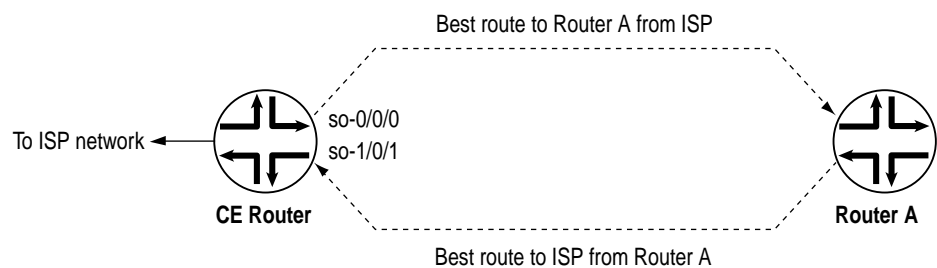 Best route to Router A from ISP
To ISP network
so-0/0/0
so-1/0/1
CE Router
Router A
Best route to ISP from Router A